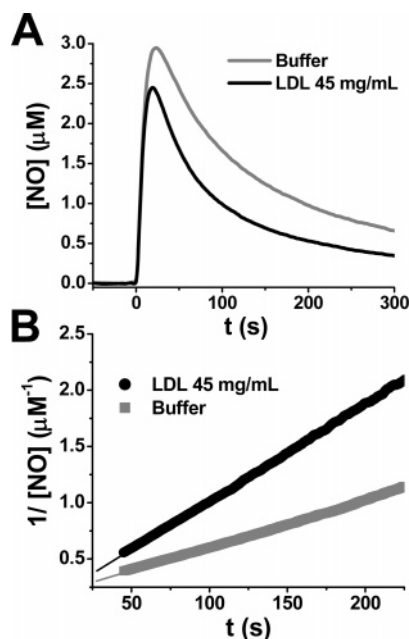 A
[NO] (μM)
3.0
2.5
2.0
1.5
1.0
0.5
0.0
Buffer
LDL 45 mg/mL
0 100 200 300
t (s)
B
1/ [NO] (μM⁻¹)
2.5
2.0
1.5
1.0
0.5
LDL 45 mg/mL
Buffer
50 100 150 200
t (s)